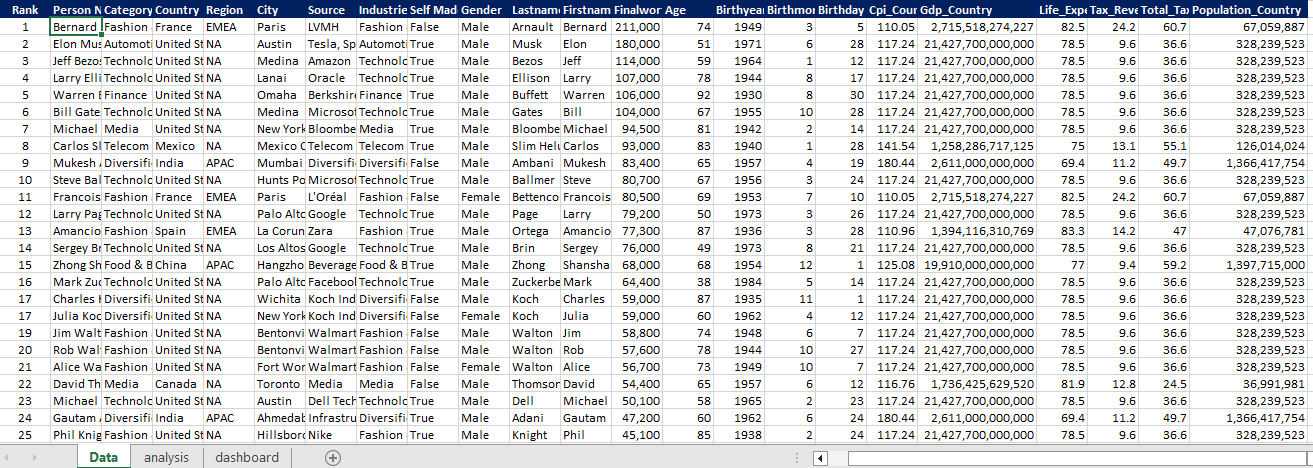 Rank Person N Category Country Region City Source Industrie Self Mad Gender Lastname Firstnam Finalwor Age Birthyear Birthmo Birthday Cpi_Cour Gdp_Country Life_Expe Tax_Reve Total_Ta Population_Country
1 Bernard Fashion France EMEA Paris LVMH Fashion False Male Arnault Bernard 211,000 74 1949 3 5 110.05 2,715,518,274,227 82.5 24.2 60.7 67,059,887
2 Elon Mus Automoti United St NA Austin Tesla, Sp Automoti True Male Musk Elon 180,000 51 1971 6 28 117.24 21,427,700,000,000 78.5 9.6 36.6 328,239,523
3 Jeff Bezos Technolo United St NA Medina Amazon Technolo True Male Bezos Jeff 114,000 59 1964 1 12 117.24 21,427,700,000,000 78.5 9.6 36.6 328,239,523
4 Larry Elli Technolo United St NA Lanai Oracle Technolo True Male Ellison Larry 107,000 78 1944 8 17 117.24 21,427,700,000,000 78.5 9.6 36.6 328,239,523
5 Warren B Finance United St NA Omaha Berkshire Finance True Male Buffett Warren 106,000 92 1930 8 30 117.24 21,427,700,000,000 78.5 9.6 36.6 328,239,523
6 Bill Gate Technolo United St NA Medina Microsof Technolo True Male Gates Bill 104,000 67 1955 10 28 117.24 21,427,700,000,000 78.5 9.6 36.6 328,239,523
7 Michael Media United St NA New York Bloombe Media True Male Bloombe Michael 94,500 81 1942 2 14 117.24 21,427,700,000,000 78.5 9.6 36.6 328,239,523
8 Carlos Sl Telecom Mexico NA Mexico C Telecom Telecom True Male Slim Helu Carlos 93,000 83 1940 1 28 141.54 1,258,286,717,125 75 13.1 55.1 126,014,024
9 Mukesh A Diversifi India APAC Mumbai Diversifi Diversifi False Male Ambani Mukesh 83,400 65 1957 4 19 180.44 2,611,000,000,000 69.4 11.2 49.7 1,366,417,754
10 Steve Bal Technolo United St NA Hunts Po Microsof Technolo True Male Ballmer Steve 80,700 67 1956 3 24 117.24 21,427,700,000,000 78.5 9.6 36.6 328,239,523
11 Francois Fashion France EMEA Paris L'Oréal Fashion False Female Bettenco Francois 80,500 69 1953 7 10 110.05 2,715,518,274,227 82.5 24.2 60.7 67,059,887
12 Larry Pag Technolo United St NA Palo Alto Google Technolo True Male Page Larry 79,200 50 1973 3 26 117.24 21,427,700,000,000 78.5 9.6 36.6 328,239,523
13 Amancio Fashion Spain EMEA La Corun Zara Fashion True Male Ortega Amancio 77,300 87 1936 3 28 110.96 1,394,116,310,769 83.3 14.2 47 47,076,781
14 Sergey Br Technolo United St NA Los Altos Google Technolo True Male Brin Sergey 76,000 49 1973 8 21 117.24 21,427,700,000,000 78.5 9.6 36.6 328,239,523
15 Zhong Sh Food & B China APAC Hangzho Beverage Food & B True Male Zhong Shansha 68,000 68 1954 12 1 125.08 19,910,000,000,000 77 9.4 59.2 1,397,715,000
16 Mark Zuc Technolo United St NA Palo Alto Facebool Technolo True Male Zuckerbe Mark 64,400 38 1984 5 14 117.24 21,427,700,000,000 78.5 9.6 36.6 328,239,523
17 Charles K Diversifi United St NA Wichita Koch Ind Diversifi False Male Koch Charles 59,000 87 1935 11 1 117.24 21,427,700,000,000 78.5 9.6 36.6 328,239,523
17 Julia Koc Diversifi United St NA New York Koch Ind Diversifi False Female Koch Julia 59,000 60 1962 4 12 117.24 21,427,700,000,000 78.5 9.6 36.6 328,239,523
19 Jim Walt Fashion United St NA Bentonvi Walmart Fashion False Male Walton Jim 58,800 74 1948 6 7 117.24 21,427,700,000,000 78.5 9.6 36.6 328,239,523
20 Rob Wal Fashion United St NA Bentonvi Walmart Fashion False Male Walton Rob 57,600 78 1944 10 27 117.24 21,427,700,000,000 78.5 9.6 36.6 328,239,523
21 Alice Wa Fashion United St NA Fort Wor Walmart Fashion False Female Walton Alice 56,700 73 1949 10 7 117.24 21,427,700,000,000 78.5 9.6 36.6 328,239,523
22 David Th Media Canada NA Toronto Media Media False Male Thomson David 54,400 65 1957 6 12 116.76 1,736,425,629,520 81.9 12.8 24.5 36,991,981
23 Michael Technolo United St NA Austin Dell Tech Technolo True Male Dell Michael 50,100 58 1965 2 23 117.24 21,427,700,000,000 78.5 9.6 36.6 328,239,523
24 Gautam A Diversifi India APAC Ahmedab Infrastru Diversifi True Male Adani Gautam 47,200 60 1962 6 24 180.44 2,611,000,000,000 69.4 11.2 49.7 1,366,417,754
25 Phil Knig Fashion United St NA Hillsboro Nike Fashion True Male Knight Phil 45,100 85 1938 2 24 117.24 21,427,700,000,000 78.5 9.6 36.6 328,239,523
Data analysis dashboard